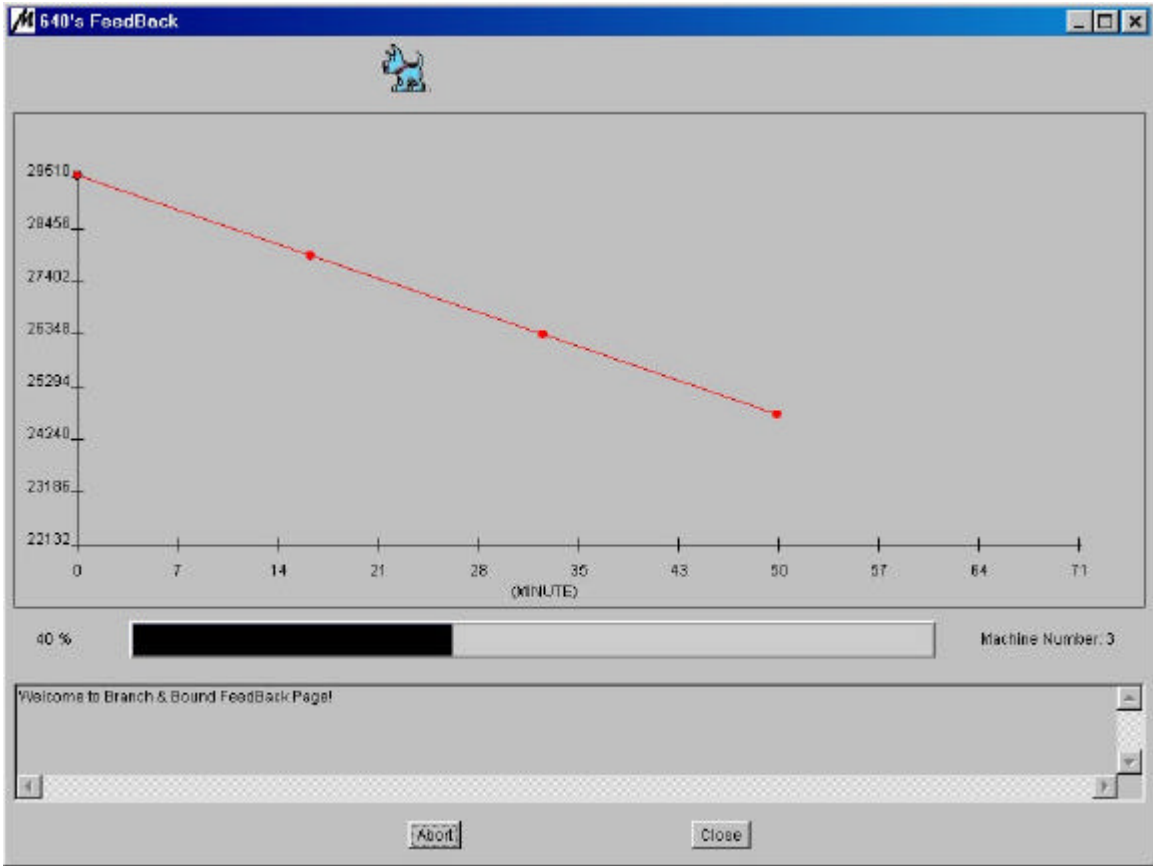 640's FeedBack
29510
28456
27402
26348
25294
24240
23186
22132
0 7 14 21 28 35 43 50 57 64 71
(MINUTE)
40 %
Machine Number: 3
Welcome to Branch & Bound FeedBack Page!
Abort
Close